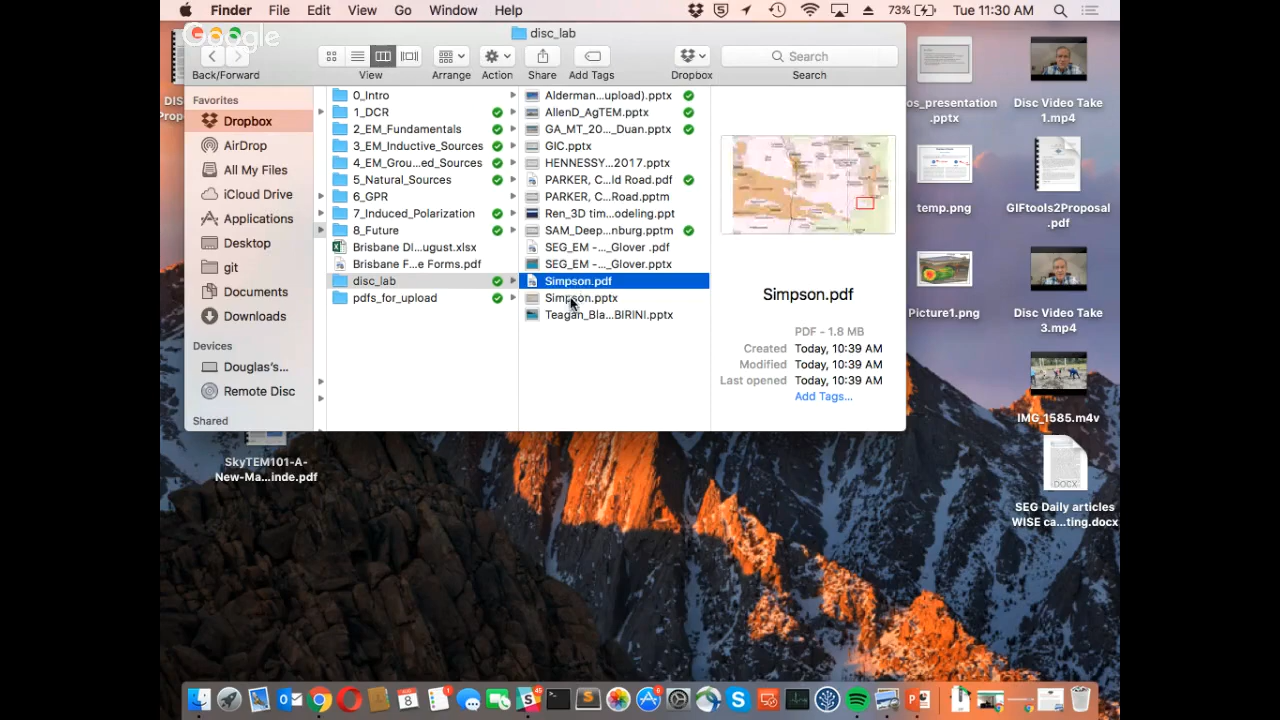 Finder File Edit View Go Window Help 73% Tue 11:30 AM
Google
disc_lab
Search
Back/Forward View Arrange Action Share Add Tags Dropbox Search
Favorites
Dropbox
AirDrop
All My Files
iCloud Drive
Applications
Desktop
git
Documents
Downloads
Devices
Douglas's...
Remote Disc
Shared
0_Intro
1_DCR
2_EM_Fundamentals
3_EM_Inductive_Sources
4_EM_Grou...ed_Sources
5_Natural_Sources
6_GPR
7_Induced_Polarization
8_Future
Brisbane DI...ugust.xlsx
Brisbane F...e Forms.pdf
disc_lab
pdfs_for_upload
Alderman...upload).pptx
AllenD_AgTEM.pptx
GA_MT_20..._Duan.pptx
GIC.pptx
HENNESSY...2017.pptx
PARKER, C...ld Road.pdf
PARKER, C...Road.pptm
Ren_3D tim...odeling.ppt
SAM_Deep...nburg.pptm
SEG_EM -..._Glover .pdf
SEG_EM -..._Glover.pptx
Simpson.pdf
Simpson.pptx
Teagan_Bla...BIRINI.pptx
Simpson.pdf
PDF - 1.8 MB
Created Today, 10:39 AM
Modified Today, 10:39 AM
Last opened Today, 10:39 AM
Add Tags...
os_presentation
.pptx
Disc Video Take
1.mp4
temp.png
GIFtools2Proposal
.pdf
Picture1.png
Disc Video Take
3.mp4
IMG_1585.m4v
DOCX
SEG Daily articles
WISE ca...ting.docx
SkyTEM101-A-
New-Ma...inde.pdf